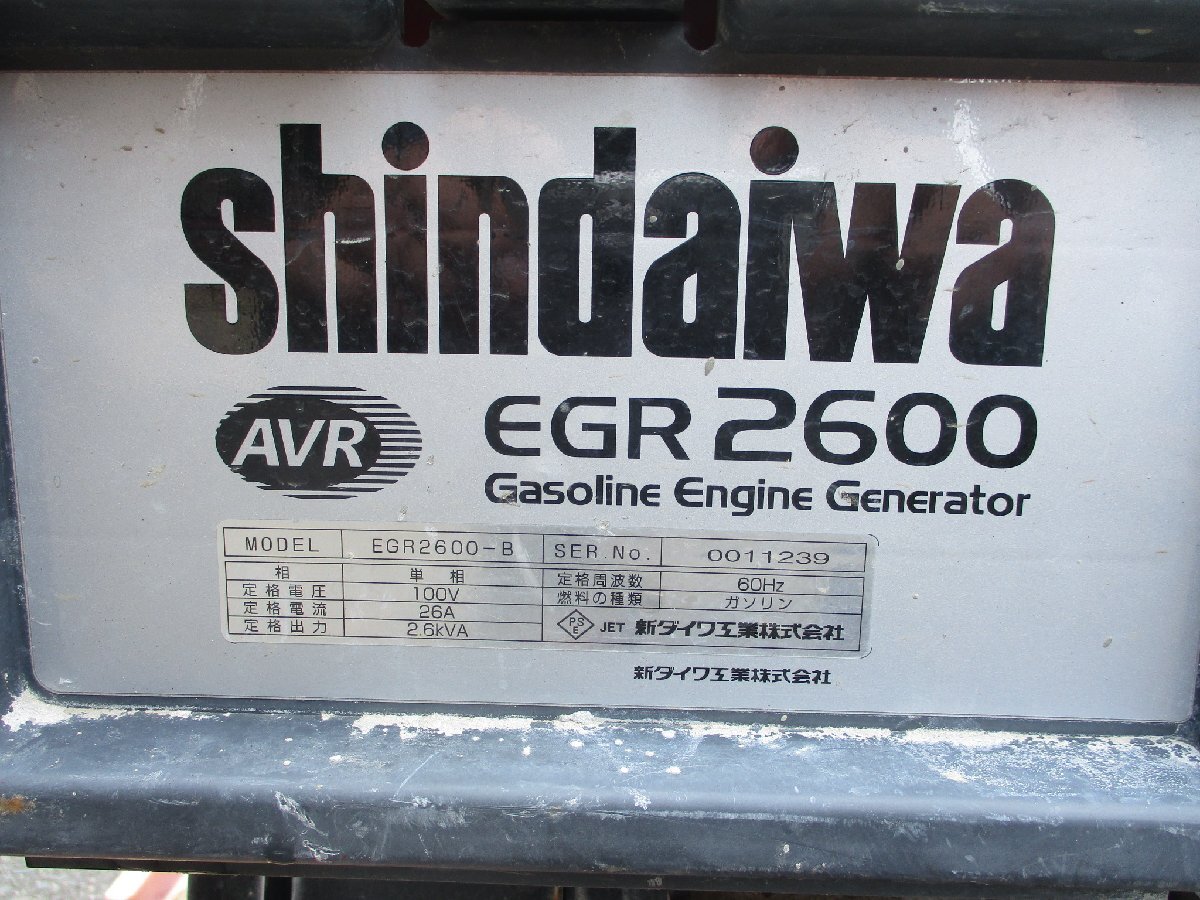 shindaiwa
AVR
EGR 2600
Gasoline Engine Generator
MODEL EGR2600-B SER.No. 0011239
相 単相 定格周波数 60Hz
定格電圧 100V 燃料の種類 ガソリン
定格電流 26A
定格出力 2.6kVA PSE JET 新ダイワ工業株式会社
新ダイワ工業株式会社